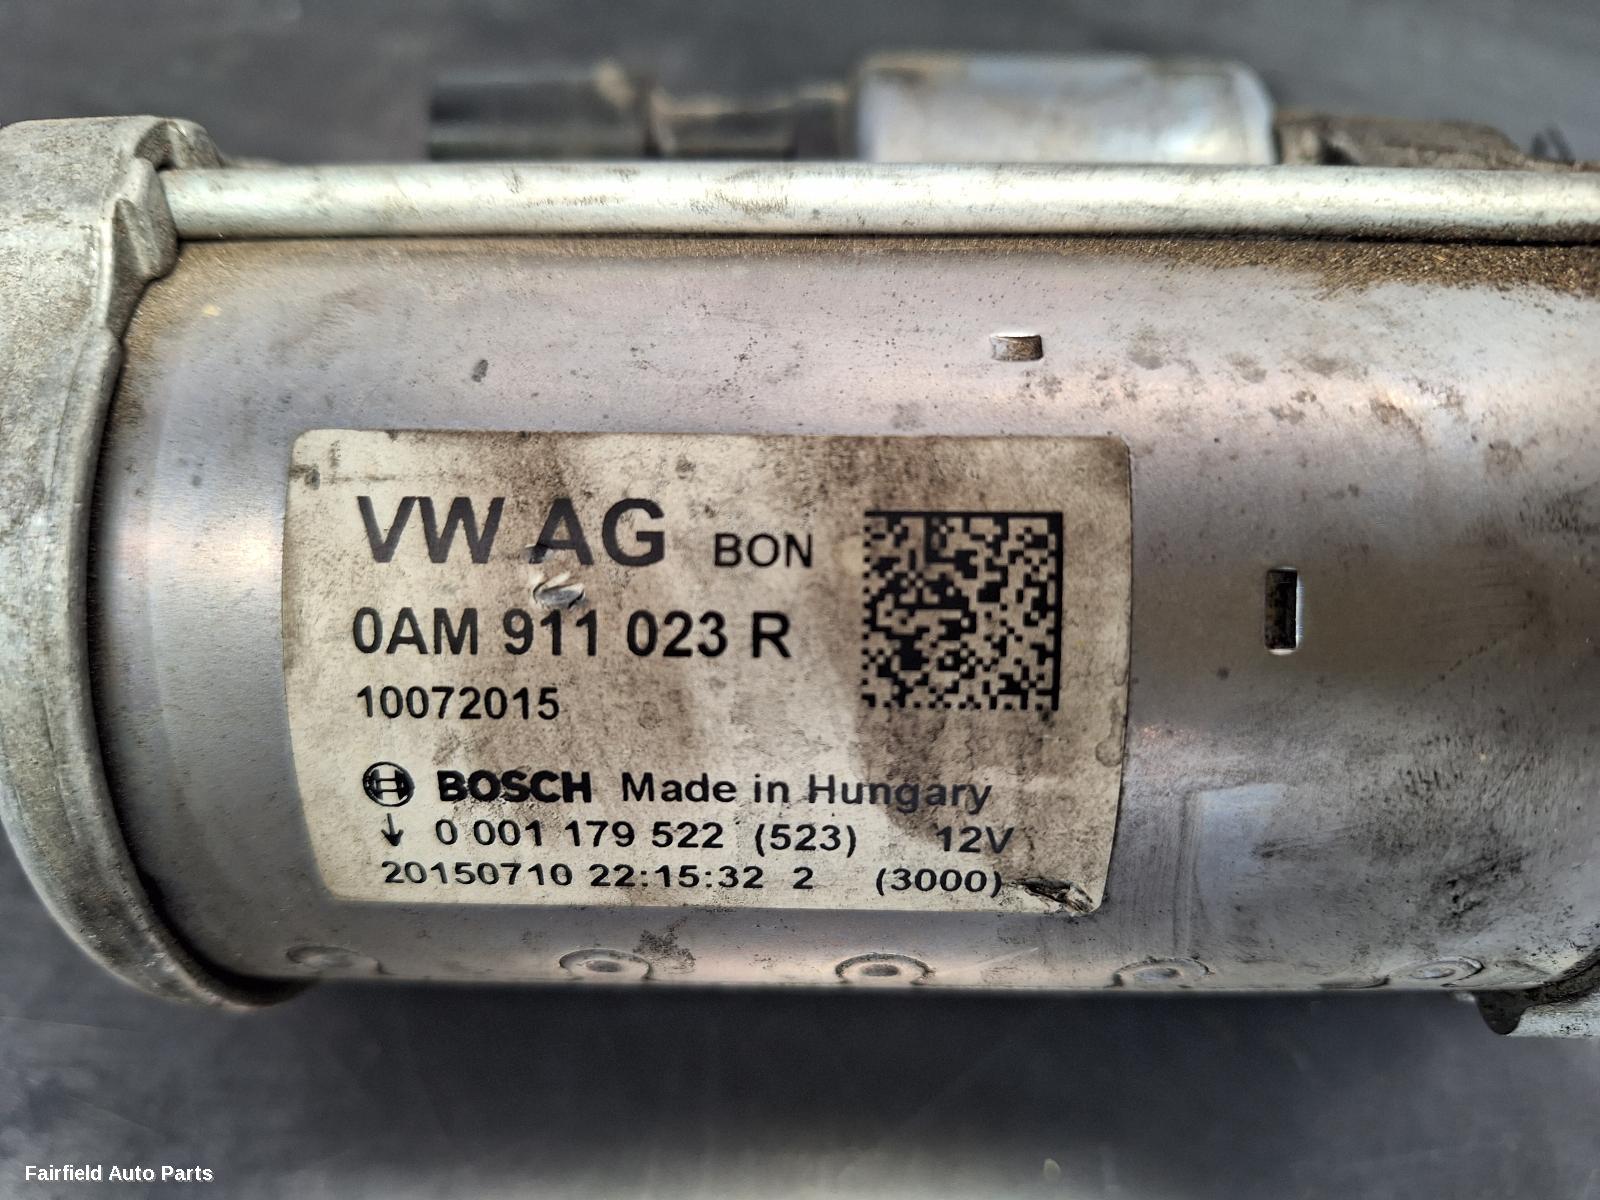 VW AG BON
0AM 911 023 R
10072015
BOSCH Made in Hungary
0 001 179 522 (523) 12V
20150710 22:15:32 2 (3000)
Fairfield Auto Parts